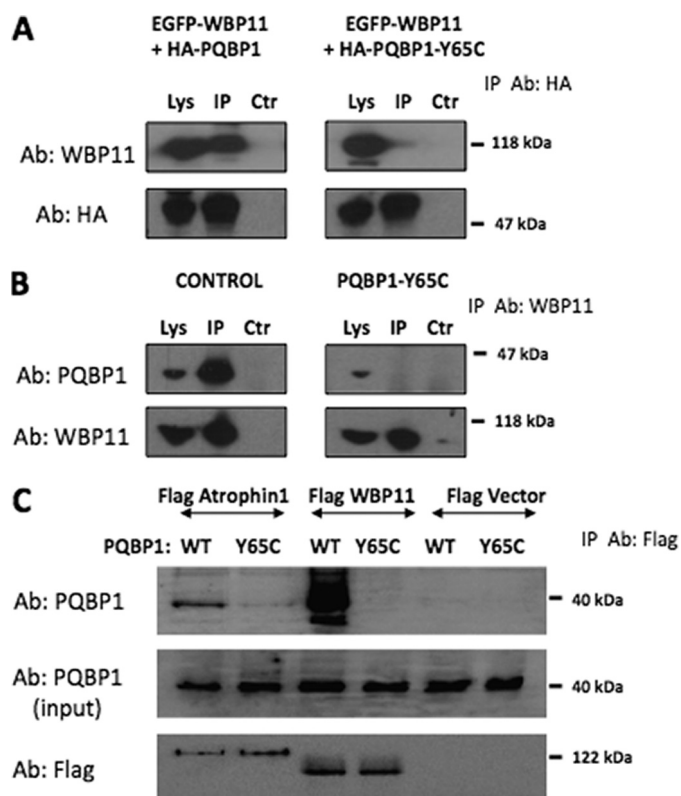 A
EGFP-WBP11 + HA-PQBP1
EGFP-WBP11 + HA-PQBP1-Y65C
IP Ab: HA
Lys IP Ctr
Lys IP Ctr
Ab: WBP11
118 kDa
Ab: HA
47 kDa
B
CONTROL
PQBP1-Y65C
IP Ab: WBP11
Lys IP Ctr
Lys IP Ctr
Ab: PQBP1
47 kDa
Ab: WBP11
118 kDa
C
Flag Atrophin1
Flag WBP11
Flag Vector
IP Ab: Flag
PQBP1: WT Y65C WT Y65C WT Y65C
Ab: PQBP1
40 kDa
Ab: PQBP1
(input)
40 kDa
Ab: Flag
122 kDa